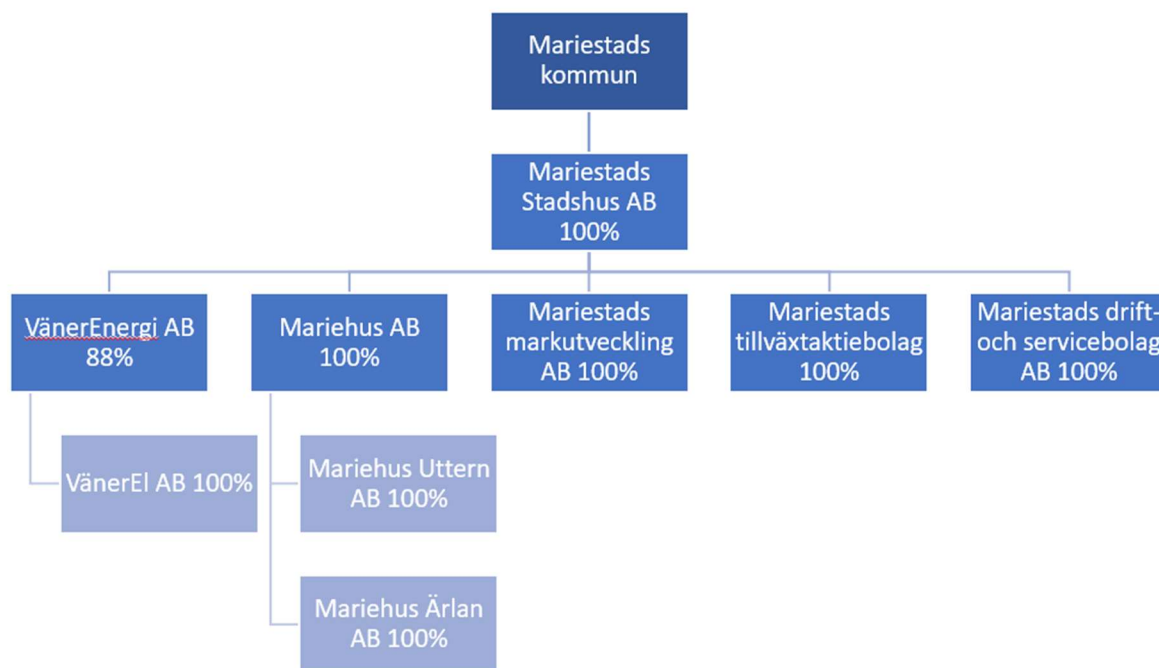 Mariestads
kommun
Mariestads
Stadshus AB
100%
VänerEnergi AB
88%
Mariehus AB
100%
Mariestads
markutveckling
AB 100%
Mariestads
tillväxtaktiebolag
100%
Mariestads drift-
och servicebolag
AB 100%
VänerEl AB 100%
Mariehus Uttern
AB 100%
Mariehus Ärlan
AB 100%